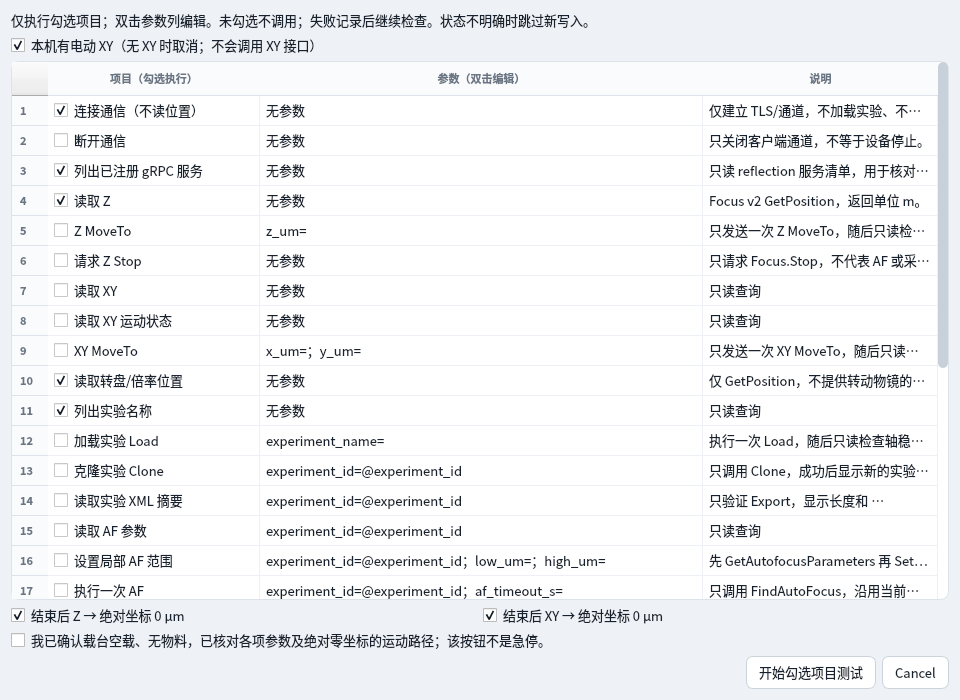 仅执行勾选项目；双击参数列编辑。未勾选不调用；失败记录后继续检查。状态不明确时跳过新写入。
本机有电动 XY（无 XY 时取消；不会调用 XY 接口）
项目（勾选执行） 参数（双击编辑） 说明
1 连接通信（不读位置） 无参数 仅建立 TLS/通道，不加载实验、不…
2 断开通信 无参数 只关闭客户端通道，不等于设备停止。
3 列出已注册 gRPC 服务 无参数 只读 reflection 服务清单，用于核对…
4 读取 Z 无参数 Focus v2 GetPosition，返回单位 m。
5 Z MoveTo z_um= 只发送一次 Z MoveTo，随后只读检…
6 请求 Z Stop 无参数 只请求 Focus.Stop，不代表 AF 或采…
7 读取 XY 无参数 只读查询
8 读取 XY 运动状态 无参数 只读查询
9 XY MoveTo x_um=；y_um= 只发送一次 XY MoveTo，随后只读…
10 读取转盘/倍率位置 无参数 仅 GetPosition，不提供转动物镜的…
11 列出实验名称 无参数 只读查询
12 加载实验 Load experiment_name= 执行一次 Load，随后只读检查轴稳…
13 克隆实验 Clone experiment_id=@experiment_id 只调用 Clone，成功后显示新的实验…
14 读取实验 XML 摘要 experiment_id=@experiment_id 只验证 Export，显示长度和 …
15 读取 AF 参数 experiment_id=@experiment_id 只读查询
16 设置局部 AF 范围 experiment_id=@experiment_id；low_um=；high_um= 先 GetAutofocusParameters 再 Set…
17 执行一次 AF experiment_id=@experiment_id；af_timeout_s= 只调用 FindAutoFocus，沿用当前…
结束后 Z → 绝对坐标 0 µm 结束后 XY → 绝对坐标 0 µm
我已确认载台空载、无物料，已核对各项参数及绝对零坐标的运动路径；该按钮不是急停。
开始勾选项目测试 Cancel